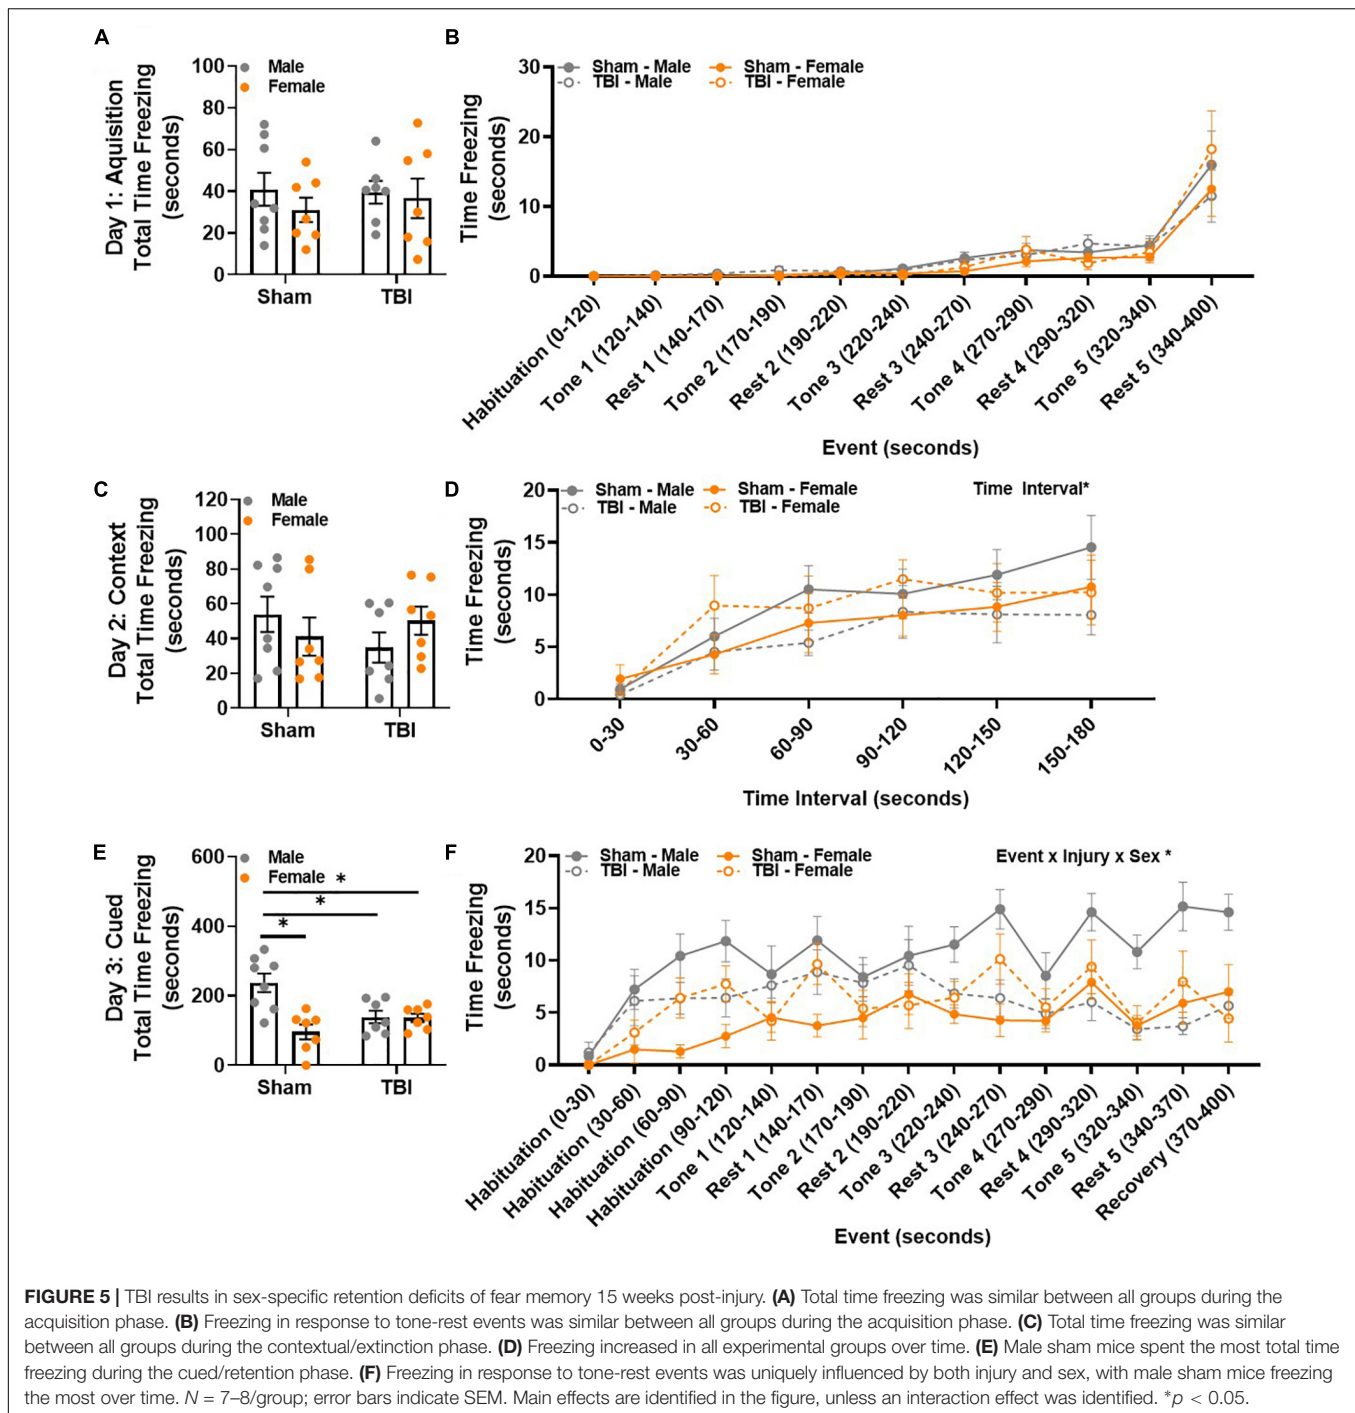 A
Day 1: Aquisition
Total Time Freezing
(seconds)
100
80
60
40
20
0
Male
Female
Sham
TBI
B
Time Freezing
(seconds)
30
20
10
0
Sham - Male
TBI - Male
Sham - Female
TBI - Female
Habituation (0-120)
Tone 1 (120-140)
Rest 1 (140-170)
Tone 2 (170-190)
Rest 2 (190-220)
Tone 3 (220-240)
Rest 3 (240-270)
Tone 4 (270-290)
Rest 4 (290-320)
Tone 5 (320-340)
Rest 5 (340-400)
Event (seconds)
C
Day 2: Context
Total Time Freezing
(seconds)
120
100
80
60
40
20
0
Male
Female
Sham
TBI
D
Time Freezing
(seconds)
20
15
10
5
0
Sham - Male
TBI - Male
Sham - Female
TBI - Female
Time Interval*
0-30
30-60
60-90
90-120
120-150
150-180
Time Interval (seconds)
E
Day 3: Cued
Total Time Freezing
(seconds)
600
400
200
0
Male
Female
*
*
*
Sham
TBI
F
Time Freezing
(seconds)
20
15
10
5
0
Sham - Male
TBI - Male
Sham - Female
TBI - Female
Event x Injury x Sex *
Habituation (0-30)
Habituation (30-60)
Habituation (60-90)
Habituation (90-120)
Tone 1 (120-140)
Rest 1 (140-170)
Tone 2 (170-190)
Rest 2 (190-220)
Tone 3 (220-240)
Rest 3 (240-270)
Tone 4 (270-290)
Rest 4 (290-320)
Tone 5 (320-340)
Rest 5 (340-370)
Recovery (370-400)
Event (seconds)
FIGURE 5 | TBI results in sex-specific retention deficits of fear memory 15 weeks post-injury. (A) Total time freezing was similar between all groups during the
acquisition phase. (B) Freezing in response to tone-rest events was similar between all groups during the acquisition phase. (C) Total time freezing was similar
between all groups during the contextual/extinction phase. (D) Freezing increased in all experimental groups over time. (E) Male sham mice spent the most total time
freezing during the cued/retention phase. (F) Freezing in response to tone-rest events was uniquely influenced by both injury and sex, with male sham mice freezing
the most over time. N = 7–8/group; error bars indicate SEM. Main effects are identified in the figure, unless an interaction effect was identified. *p < 0.05.